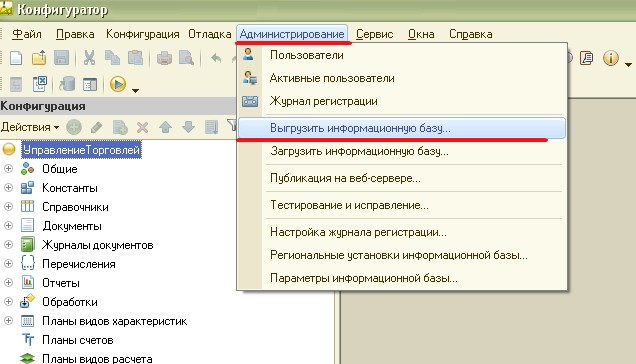 Конфигуратор
Файл Правка Конфигурация Отладка Администрирование Сервис Окна Справка
Пользователи
Активные пользователи
Журнал регистрации
Выгрузить информационную базу...
Загрузить информационную базу...
Публикация на веб-сервере...
Тестирование и исправление...
Настройка журнала регистрации...
Региональные установки информационной базы...
Параметры информационной базы...
Конфигурация
Действия
УправлениеТорговлей
Общие
Константы
Справочники
Документы
Журналы документов
Перечисления
Отчеты
Обработки
Планы видов характеристик
Планы счетов
Планы видов расчета